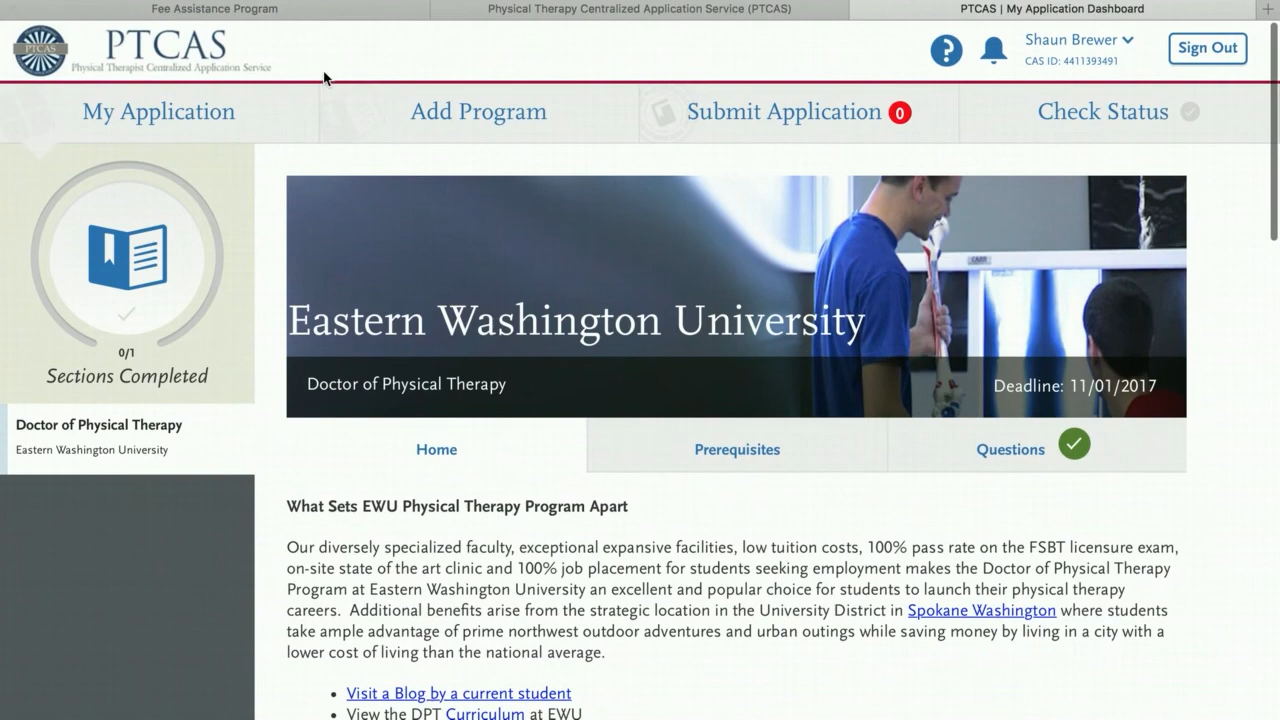 Fee Assistance Program
Physical Therapy Centralized Application Service (PTCAS)
PTCAS | My Application Dashboard
PTCAS
PTCAS
Physical Therapist Centralized Application Service
Shaun Brewer
CAS ID: 4411393491
Sign Out
My Application
Add Program
Submit Application 0
Check Status
0/1
Sections Completed
Doctor of Physical Therapy
Eastern Washington University
Eastern Washington University
Doctor of Physical Therapy
Deadline: 11/01/2017
Home
Prerequisites
Questions
What Sets EWU Physical Therapy Program Apart
Our diversely specialized faculty, exceptional expansive facilities, low tuition costs, 100% pass rate on the FSBT licensure exam,
on-site state of the art clinic and 100% job placement for students seeking employment makes the Doctor of Physical Therapy
Program at Eastern Washington University an excellent and popular choice for students to launch their physical therapy
careers. Additional benefits arise from the strategic location in the University District in Spokane Washington where students
take ample advantage of prime northwest outdoor adventures and urban outings while saving money by living in a city with a
lower cost of living than the national average.
• Visit a Blog by a current student
• View the DPT Curriculum at EWU